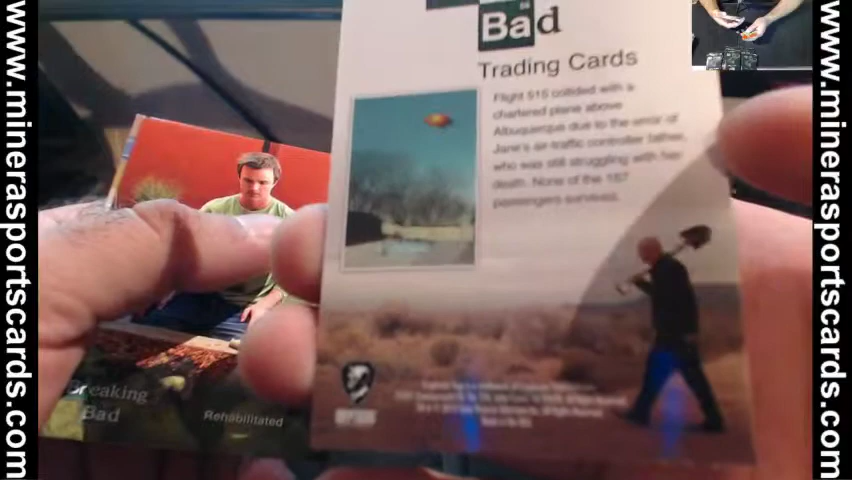 www.minerasportscards.com
Bad
Trading Cards
Flight 515 collided with a
chartered plane above
Albuquerque due to the error of
Jane's air-traffic controller father,
who was still struggling with her
death. None of the 167
passengers survived.
Breaking
Bad
Rehabilitated
www.minerasportscards.com